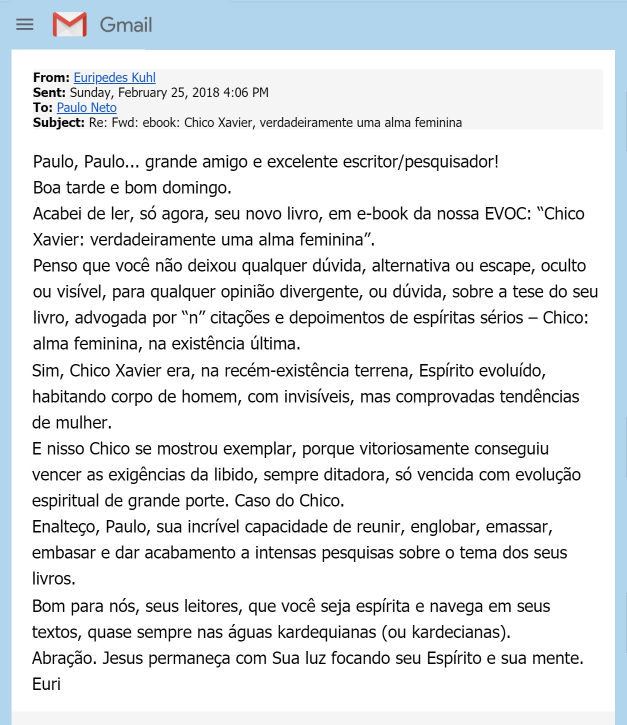 Gmail
From: Euripedes Kuhl
Sent: Sunday, February 25, 2018 4:06 PM
To: Paulo Neto
Subject: Re: Fwd: ebook: Chico Xavier, verdadeiramente uma alma feminina
Paulo, Paulo... grande amigo e excelente escritor/pesquisador!
Boa tarde e bom domingo.
Acabei de ler, só agora, seu novo livro, em e-book da nossa EVOC: “Chico
Xavier: verdadeiramente uma alma feminina”.
Penso que você não deixou qualquer dúvida, alternativa ou escape, oculto
ou visível, para qualquer opinião divergente, ou dúvida, sobre a tese do seu
livro, advogada por “n” citações e depoimentos de espíritas sérios – Chico:
alma feminina, na existência última.
Sim, Chico Xavier era, na recém-existência terrena, Espírito evoluído,
habitando corpo de homem, com invisíveis, mas comprovadas tendências
de mulher.
E nisso Chico se mostrou exemplar, porque vitoriosamente conseguiu
vencer as exigências da libido, sempre ditadora, só vencida com evolução
espiritual de grande porte. Caso do Chico.
Enalteço, Paulo, sua incrível capacidade de reunir, englobar, emassar,
embasar e dar acabamento a intensas pesquisas sobre o tema dos seus
livros.
Bom para nós, seus leitores, que você seja espírita e navega em seus
textos, quase sempre nas águas kardequianas (ou kardecianas).
Abração. Jesus permaneça com Sua luz focando seu Espírito e sua mente.
Euri